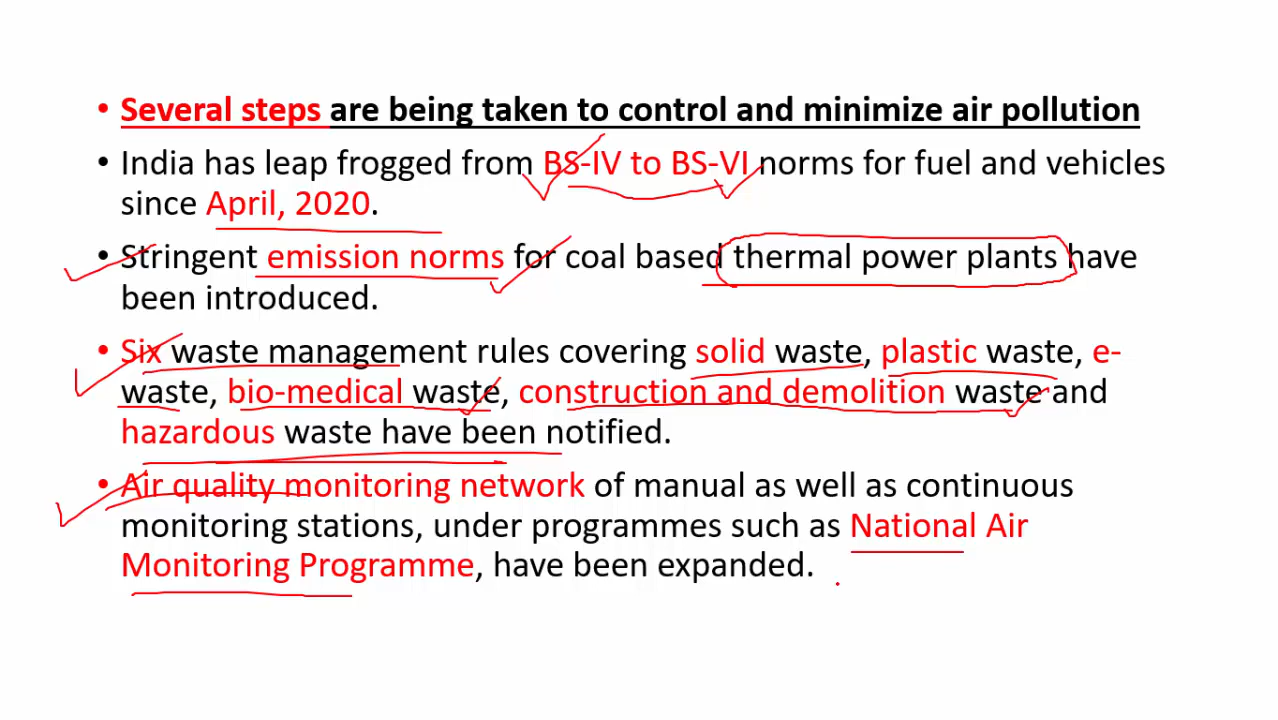 • Several steps are being taken to control and minimize air pollution
• India has leap frogged from BS-IV to BS-VI norms for fuel and vehicles
since April, 2020.
• Stringent emission norms for coal based thermal power plants have
been introduced.
• Six waste management rules covering solid waste, plastic waste, e-
waste, bio-medical waste, construction and demolition waste and
hazardous waste have been notified.
• Air quality monitoring network of manual as well as continuous
monitoring stations, under programmes such as National Air
Monitoring Programme, have been expanded.